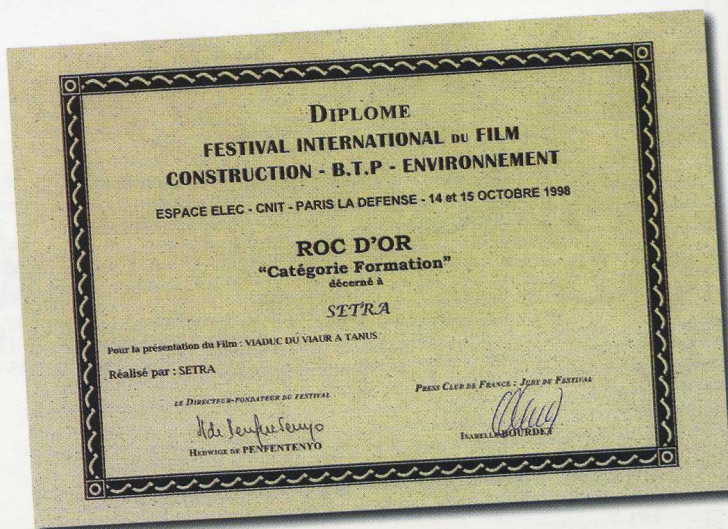 DIPLOME
FESTIVAL INTERNATIONAL DU FILM
CONSTRUCTION - B.T.P - ENVIRONNEMENT
ESPACE ELEC - CNIT - PARIS LA DEFENSE - 14 et 15 OCTOBRE 1998
ROC D'OR
“Catégorie Formation”
décerné à
SETRA
Pour la présentation du Film : VIADUC DU VIAUR A TANUS
Réalisé par : SETRA
LE DIRECTEUR-FONDATEUR DU FESTIVAL
HEDWIGE DE PENFENTENYO
PRESS CLUB DE FRANCE : JURY DE FESTIVAL
ISABELLE BOURDET